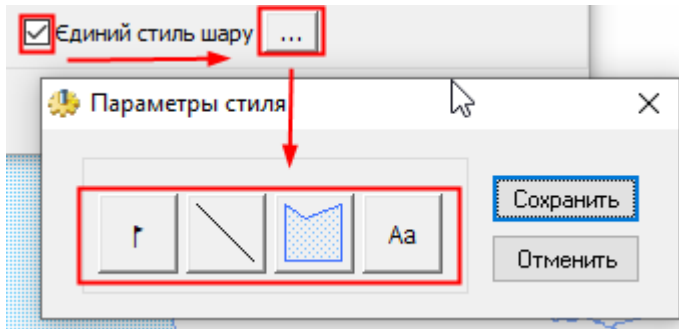 Єдиний стиль шару ...
Параметры стиля
Сохранить
Aa
Отменить